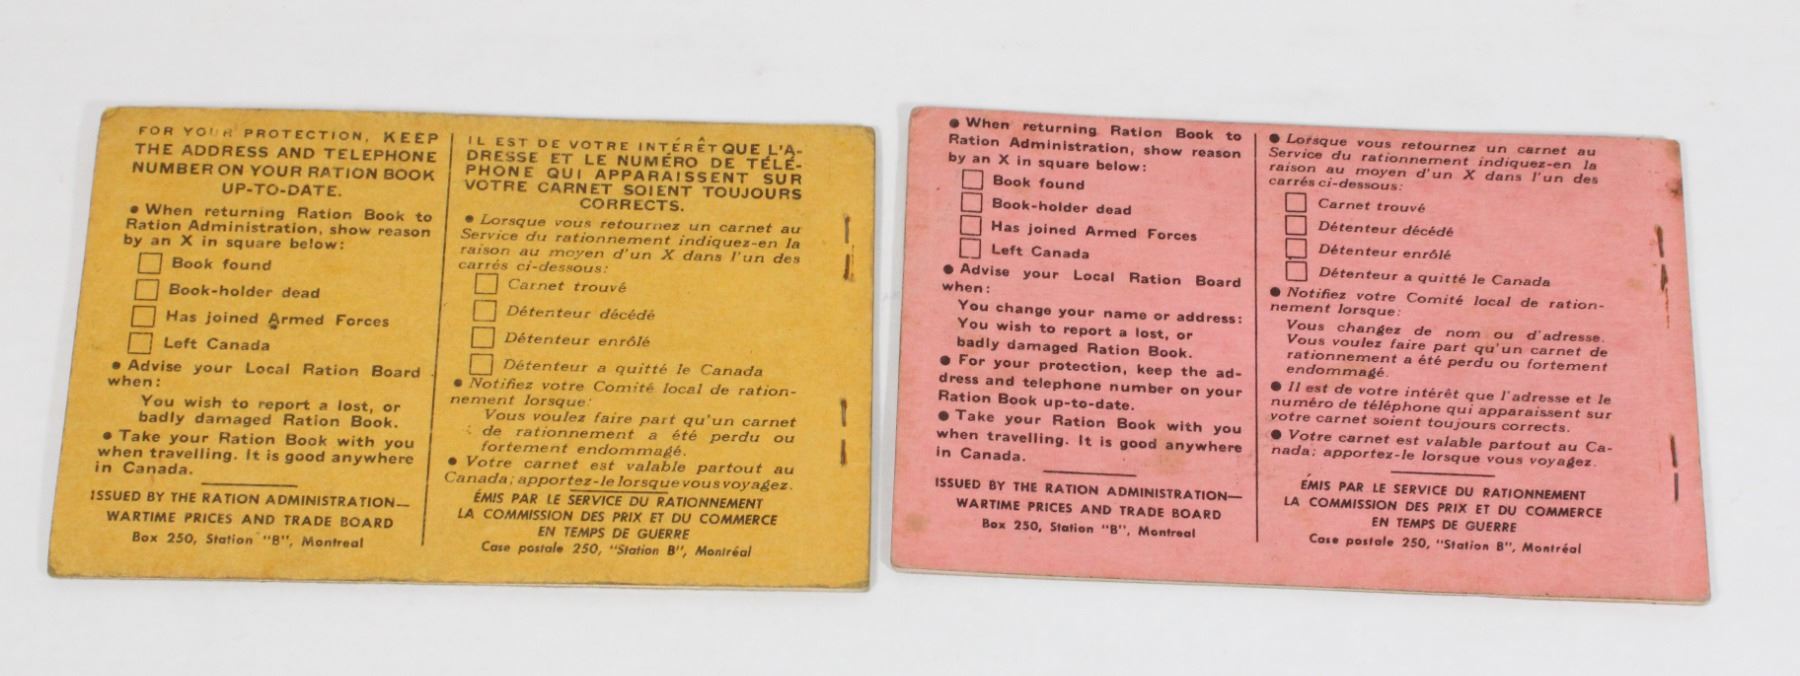 FOR YOUR PROTECTION, KEEP
THE ADDRESS AND TELEPHONE
NUMBER ON YOUR RATION BOOK
UP-TO-DATE.
● When returning Ration Book to
Ration Administration, show reason
by an X in square below:
Book found
Book-holder dead
Has joined Armed Forces
Left Canada
● Advise your Local Ration Board
when:
You wish to report a lost, or
badly damaged Ration Book.
● Take your Ration Book with you
when travelling. It is good anywhere
in Canada.
ISSUED BY THE RATION ADMINISTRATION—
WARTIME PRICES AND TRADE BOARD
Box 250, Station "B", Montreal
IL EST DE VOTRE INTÉRÊT QUE L'A-
DRESSE ET LE NUMÉRO DE TÉLÉ-
PHONE QUI APPARAISSENT SUR
VOTRE CARNET SOIENT TOUJOURS
CORRECTS.
● Lorsque vous retournez un carnet au
Service du rationnement indiquez-en la
raison au moyen d'un X dans l'un des
carrés ci-dessous:
Carnet trouvé
Détenteur décédé
Détenteur enrôlé
Détenteur a quitté le Canada
● Notifiez votre Comité local de ration-
nement lorsque:
Vous voulez faire part qu'un carnet
de rationnement a été perdu ou
fortement endommagé.
● Votre carnet est valable partout au
Canada; apportez-le lorsque vous voyagez.
ÉMIS PAR LE SERVICE DU RATIONNEMENT
LA COMMISSION DES PRIX ET DU COMMERCE
EN TEMPS DE GUERRE
Case postale 250, "Station B", Montréal
● When returning Ration Book to
Ration Administration, show reason
by an X in square below:
Book found
Book-holder dead
Has joined Armed Forces
Left Canada
● Advise your Local Ration Board
when:
You change your name or address:
You wish to report a lost, or
badly damaged Ration Book.
● For your protection, keep the ad-
dress and telephone number on your
Ration Book up-to-date.
● Take your Ration Book with you
when travelling. It is good anywhere
in Canada.
ISSUED BY THE RATION ADMINISTRATION—
WARTIME PRICES AND TRADE BOARD
Box 250, Station "B", Montreal
● Lorsque vous retournez un carnet au
Service du rationnement indiquez-en la
raison au moyen d'un X dans l'un des
carrés ci-dessous:
Carnet trouvé
Détenteur décédé
Détenteur enrôlé
Détenteur a quitté le Canada
● Notifiez votre Comité local de ration-
nement lorsque:
Vous changez de nom ou d'adresse.
Vous voulez faire part qu'un carnet de
rationnement a été perdu ou fortement
endommagé.
● Il est de votre intérêt que l'adresse et le
numéro de téléphone qui apparaissent sur
votre carnet soient toujours corrects.
● Votre carnet est valable partout au Ca-
nada; apportez-le lorsque vous voyagez.
ÉMIS PAR LE SERVICE DU RATIONNEMENT
LA COMMISSION DES PRIX ET DU COMMERCE
EN TEMPS DE GUERRE
Case postale 250, "Station B", Montréal